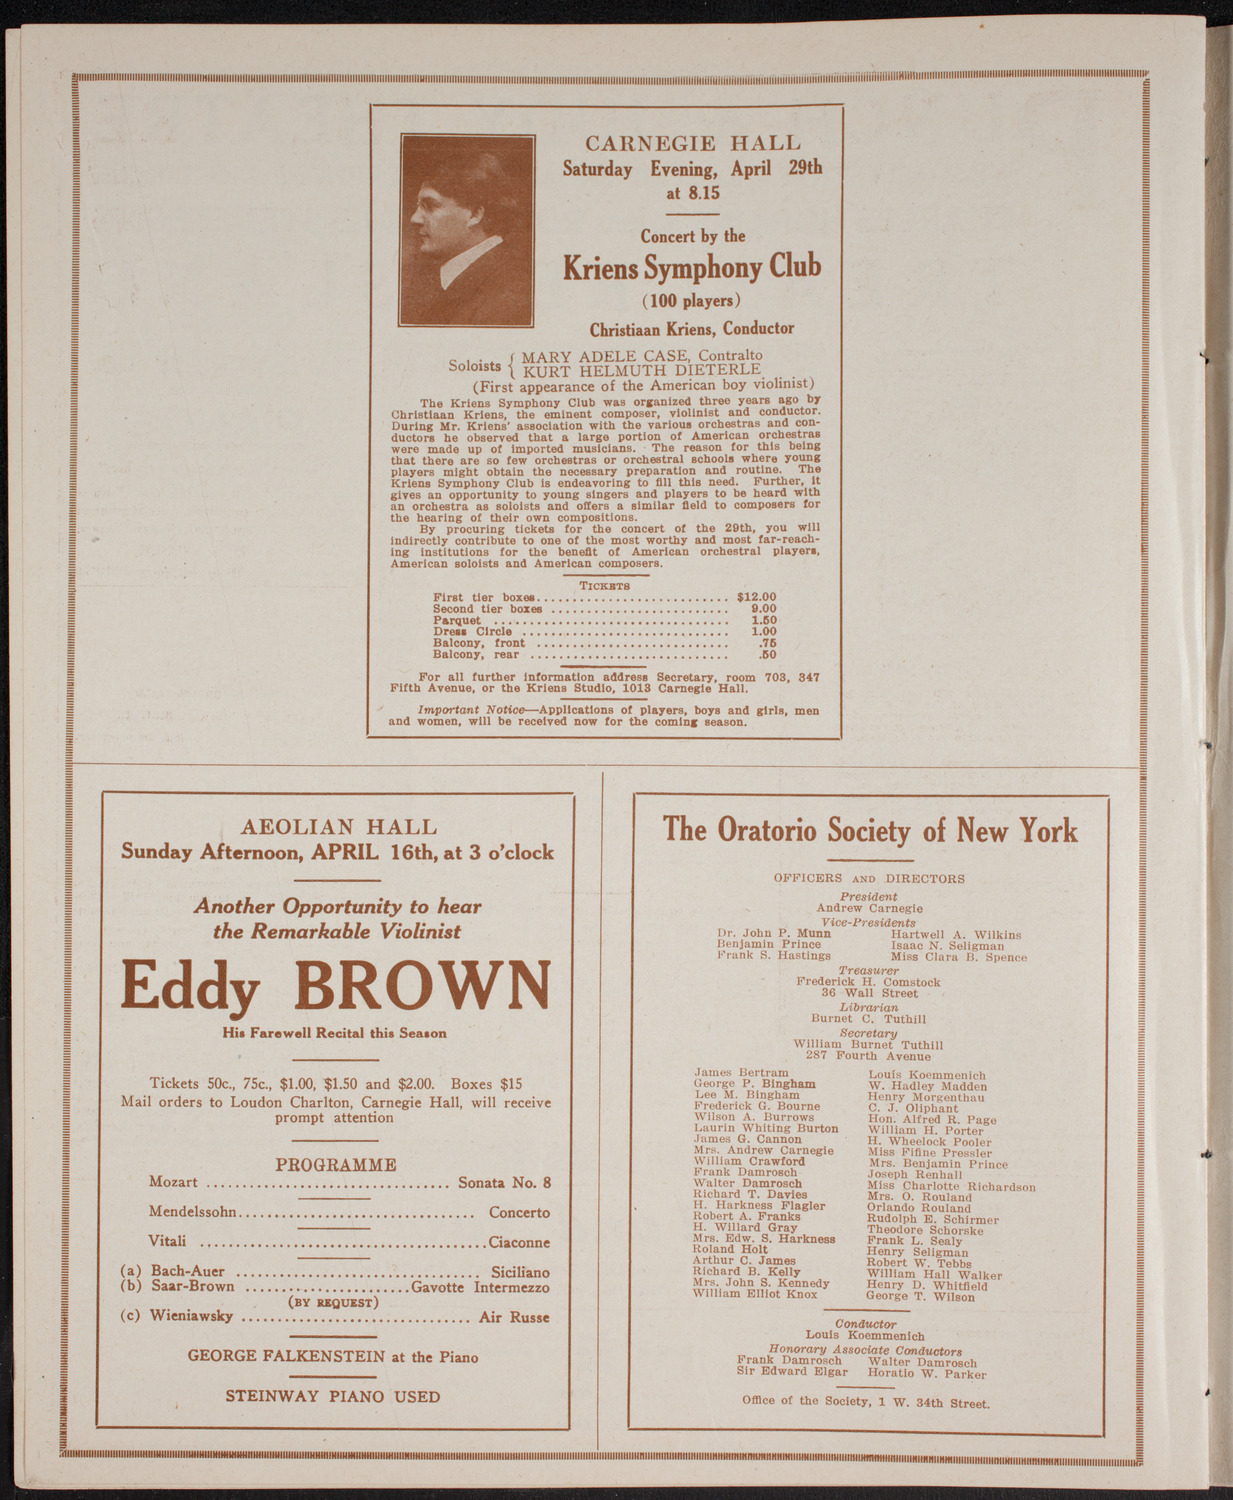 CARNEGIE HALL
Saturday Evening, April 29th
at 8.15
Concert by the
Kriens Symphony Club
(100 players)
Christiaan Kriens, Conductor
Soloists { MARY ADELE CASE, Contralto
KURT HELMUTH DIETERLE
(First appearance of the American boy violinist)
The Kriens Symphony Club was organized three years ago by
Christiaan Kriens, the eminent composer, violinist and conductor.
During Mr. Kriens' association with the various orchestras and con-
ductors he observed that a large portion of American orchestras
were made up of imported musicians. The reason for this being
that there are so few orchestras or orchestral schools where young
players might obtain the necessary preparation and routine. The
Kriens Symphony Club is endeavoring to fill this need. Further, it
gives an opportunity to young singers and players to be heard with
an orchestra as soloists and offers a similar field to composers for
the hearing of their own compositions.
By procuring tickets for the concert of the 29th, you will
indirectly contribute to one of the most worthy and most far-reach-
ing institutions for the benefit of American orchestral players,
American soloists and American composers.
TICKETS
First tier boxes........................... $12.00
Second tier boxes ......................... 9.00
Parquet ................................. 1.50
Dress Circle ............................. 1.00
Balcony, front ........................... .75
Balcony, rear ............................ .50
For all further information address Secretary, room 703, 347
Fifth Avenue, or the Kriens Studio, 1013 Carnegie Hall.
Important Notice—Applications of players, boys and girls, men
and women, will be received now for the coming season.
AEOLIAN HALL
Sunday Afternoon, APRIL 16th, at 3 o'clock
Another Opportunity to hear
the Remarkable Violinist
Eddy BROWN
His Farewell Recital this Season
Tickets 50c., 75c., $1.00, $1.50 and $2.00. Boxes $15
Mail orders to Loudon Charlton, Carnegie Hall, will receive
prompt attention
PROGRAMME
Mozart ................................ Sonata No. 8
Mendelssohn............................... Concerto
Vitali ......................................Ciaconne
(a) Bach-Auer ................................ Siciliano
(b) Saar-Brown ......................Gavotte Intermezzo
(BY REQUEST)
(c) Wieniawsky .............................. Air Russe
GEORGE FALKENSTEIN at the Piano
STEINWAY PIANO USED
The Oratorio Society of New York
OFFICERS AND DIRECTORS
President
Andrew Carnegie
Vice-Presidents
Dr. John P. Munn Hartwell A. Wilkins
Benjamin Prince Isaac N. Seligman
Frank S. Hastings Miss Clara B. Spence
Treasurer
Frederick H. Comstock
36 Wall Street
Librarian
Burnet C. Tuthill
Secretary
William Burnet Tuthill
287 Fourth Avenue
James Bertram
George P. Bingham
Lee M. Bingham
Frederick G. Bourne
Wilson A. Burrows
Laurin Whiting Burton
James G. Cannon
Mrs. Andrew Carnegie
William Crawford
Frank Damrosch
Walter Damrosch
Richard T. Davies
H. Harkness Flagler
Robert A. Franks
H. Willard Gray
Mrs. Edw. S. Harkness
Roland Holt
Arthur C. James
Richard B. Kelly
Mrs. John S. Kennedy
William Elliot Knox
Louis Koemmenich
W. Hadley Madden
Henry Morgenthau
C. J. Oliphant
Hon. Alfred R. Page
William H. Porter
H. Wheelock Pooler
Miss Fifine Pressler
Mrs. Benjamin Prince
Joseph Renhall
Miss Charlotte Richardson
Mrs. O. Rouland
Orlando Rouland
Rudolph E. Schirmer
Theodore Schorske
Frank L. Sealy
Henry Seligman
Robert W. Tebbs
William Hall Walker
Henry D. Whitfield
George T. Wilson
Conductor
Louis Koemmenich
Honorary Associate Conductors
Frank Damrosch Walter Damrosch
Sir Edward Elgar Horatio W. Parker
Office of the Society, 1 W. 34th Street.